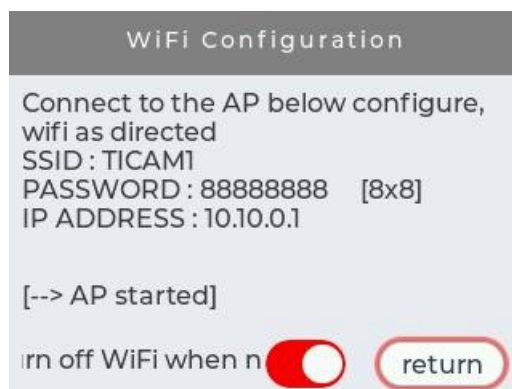 WiFi Configuration
Connect to the AP below configure,
wifi as directed
SSID : TICAM1
PASSWORD : 88888888 [8x8]
IP ADDRESS : 10.10.0.1
[--> AP started]
rn off WiFi when n
return